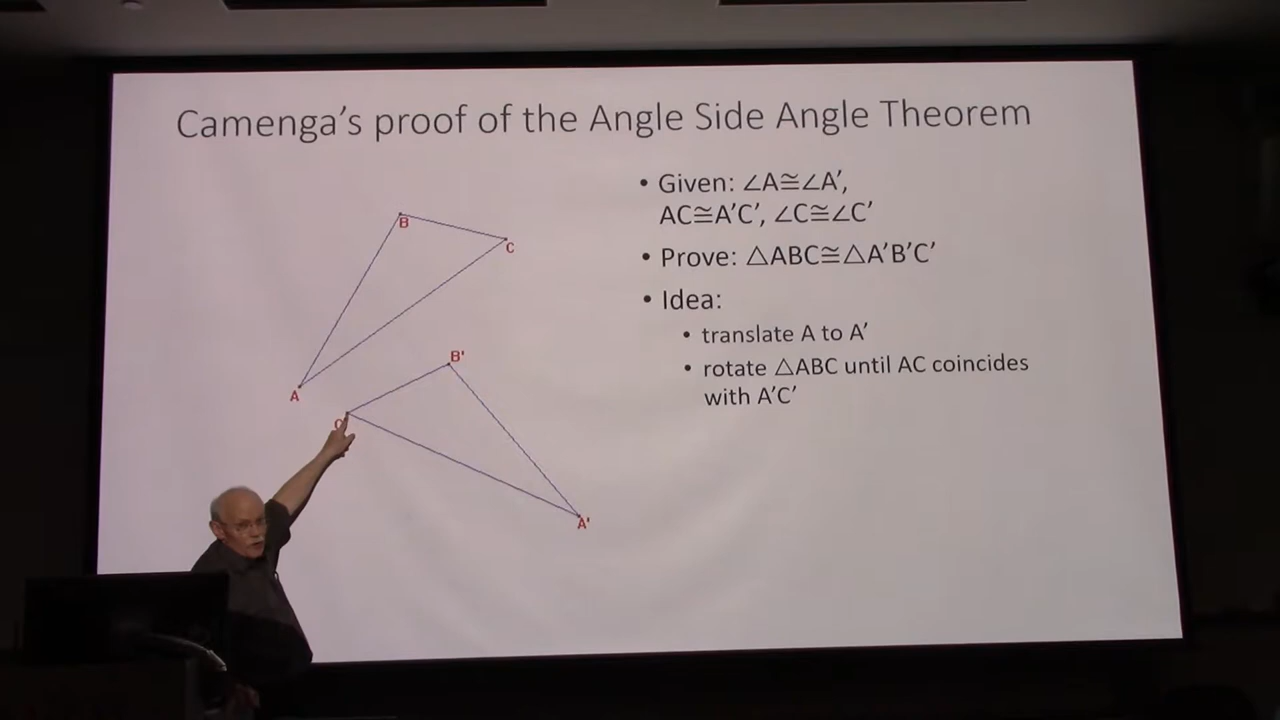 Camenga's proof of the Angle Side Angle Theorem
• Given: ∠A≅∠A′,
AC≅A′C′, ∠C≅∠C′
• Prove: △ABC≅△A′B′C′
• Idea:
• translate A to A′
• rotate △ABC until AC coincides
with A′C′
B
C
A
B'
A'